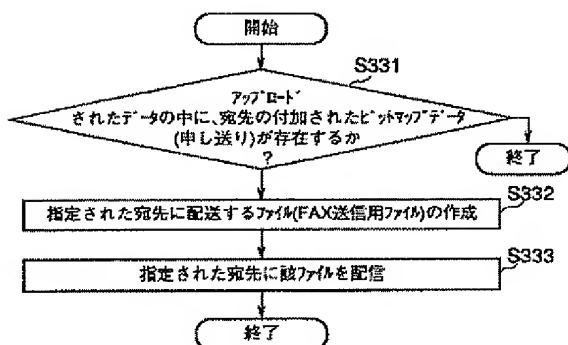 開始
S331
ｱｯﾌﾟﾛｰﾄﾞ
されたﾃﾞｰﾀの中に、宛先の付加されたﾋﾞｯﾄﾏｯﾌﾟﾃﾞｰﾀ
(申し送り)が存在するか
?
終了
S332
指定された宛先に配送するﾌｧｲﾙ(FAX送信用ﾌｧｲﾙ)の作成
S333
指定された宛先に該ﾌｧｲﾙを配信
終了